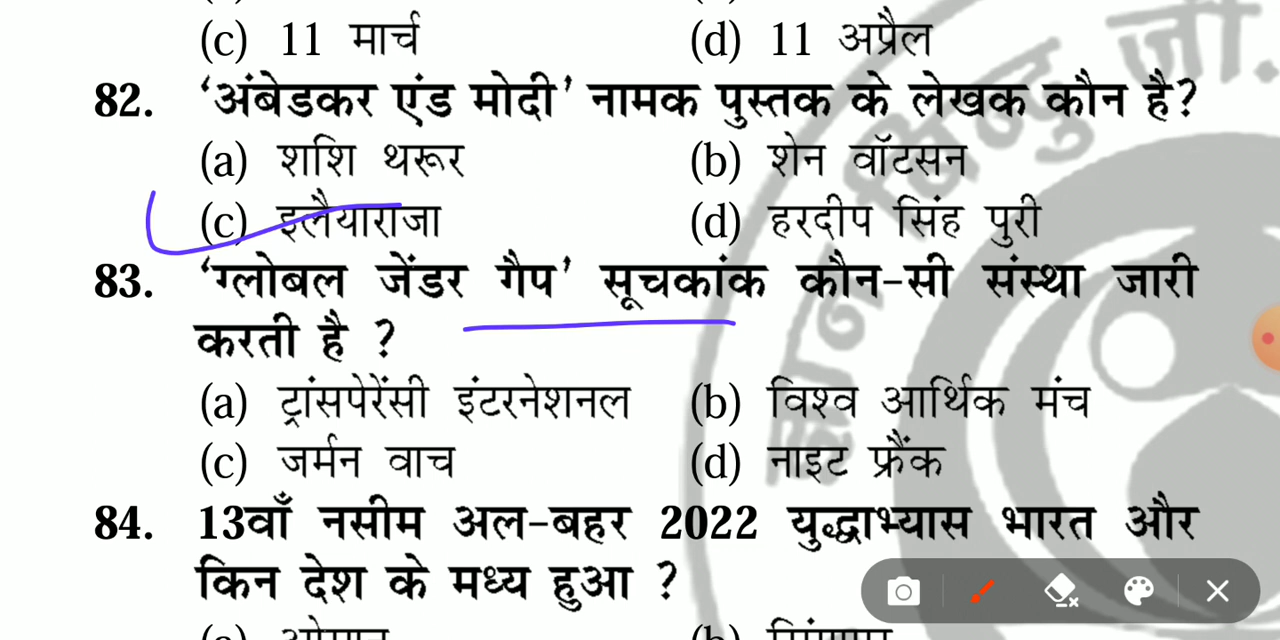 (c) 11 मार्च (d) 11 अप्रैल
82. ‘अंबेडकर एंड मोदी’ नामक पुस्तक के लेखक कौन है?
(a) शशि थरूर (b) शेन वॉटसन
(c) इलैयाराजा (d) हरदीप सिंह पुरी
83. ‘ग्लोबल जेंडर गैप’ सूचकांक कौन-सी संस्था जारी
करती है ?
(a) ट्रांसपेरेंसी इंटरनेशनल (b) विश्व आर्थिक मंच
(c) जर्मन वाच (d) नाइट फ्रैंक
84. 13वाँ नसीम अल-बहर 2022 युद्धाभ्यास भारत और
किन देश के मध्य हुआ ?